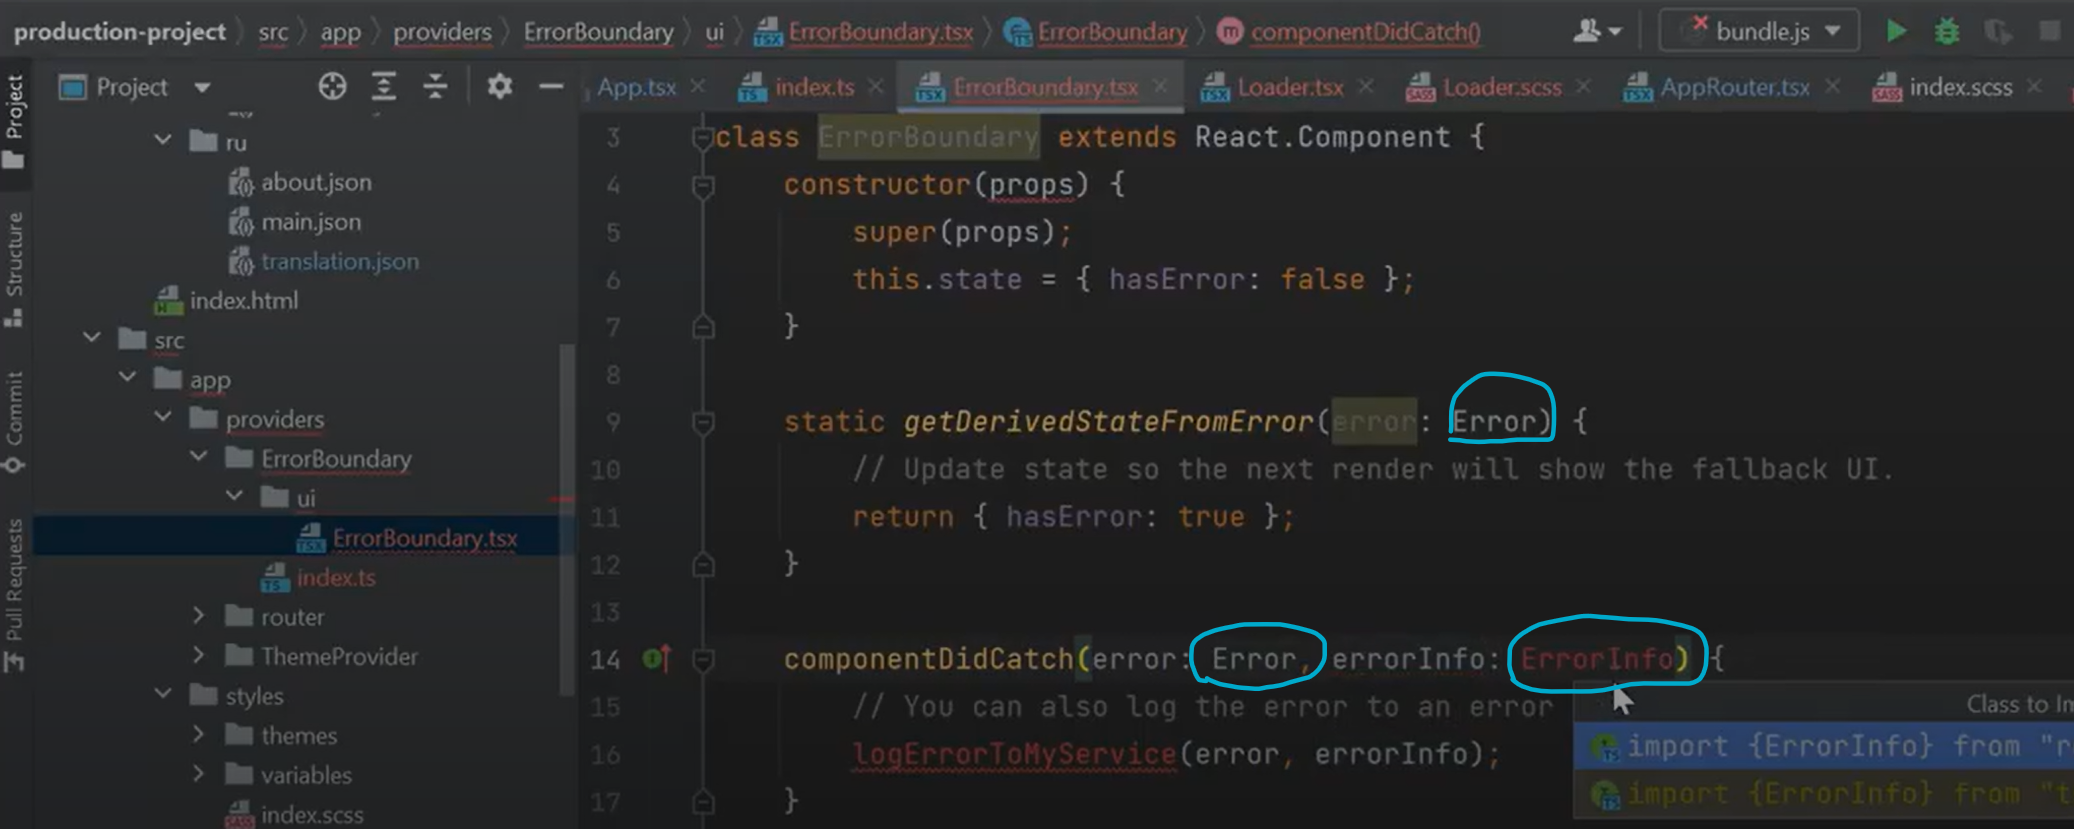 production-project src app providers ErrorBoundary ui ErrorBoundary.tsx ErrorBoundary componentDidCatch() bundle.js
Project
App.tsx index.ts ErrorBoundary.tsx Loader.tsx Loader.scss AppRouter.tsx index.scss
Project
Structure
Commit
Pull Requests
ru
about.json
main.json
translation.json
index.html
src
app
providers
ErrorBoundary
ui
ErrorBoundary.tsx
index.ts
router
ThemeProvider
styles
themes
variables
index.scss
3 class ErrorBoundary extends React.Component {
4 constructor(props) {
5 super(props);
6 this.state = { hasError: false };
7 }
8
9 static getDerivedStateFromError(error: Error) {
10 // Update state so the next render will show the fallback UI.
11 return { hasError: true };
12 }
13
14 componentDidCatch(error: Error, errorInfo: ErrorInfo) {
15 // You can also log the error to an error
16 logErrorToMyService(error, errorInfo);
17 }
Class to Im
import {ErrorInfo} from "r
import {ErrorInfo} from "t